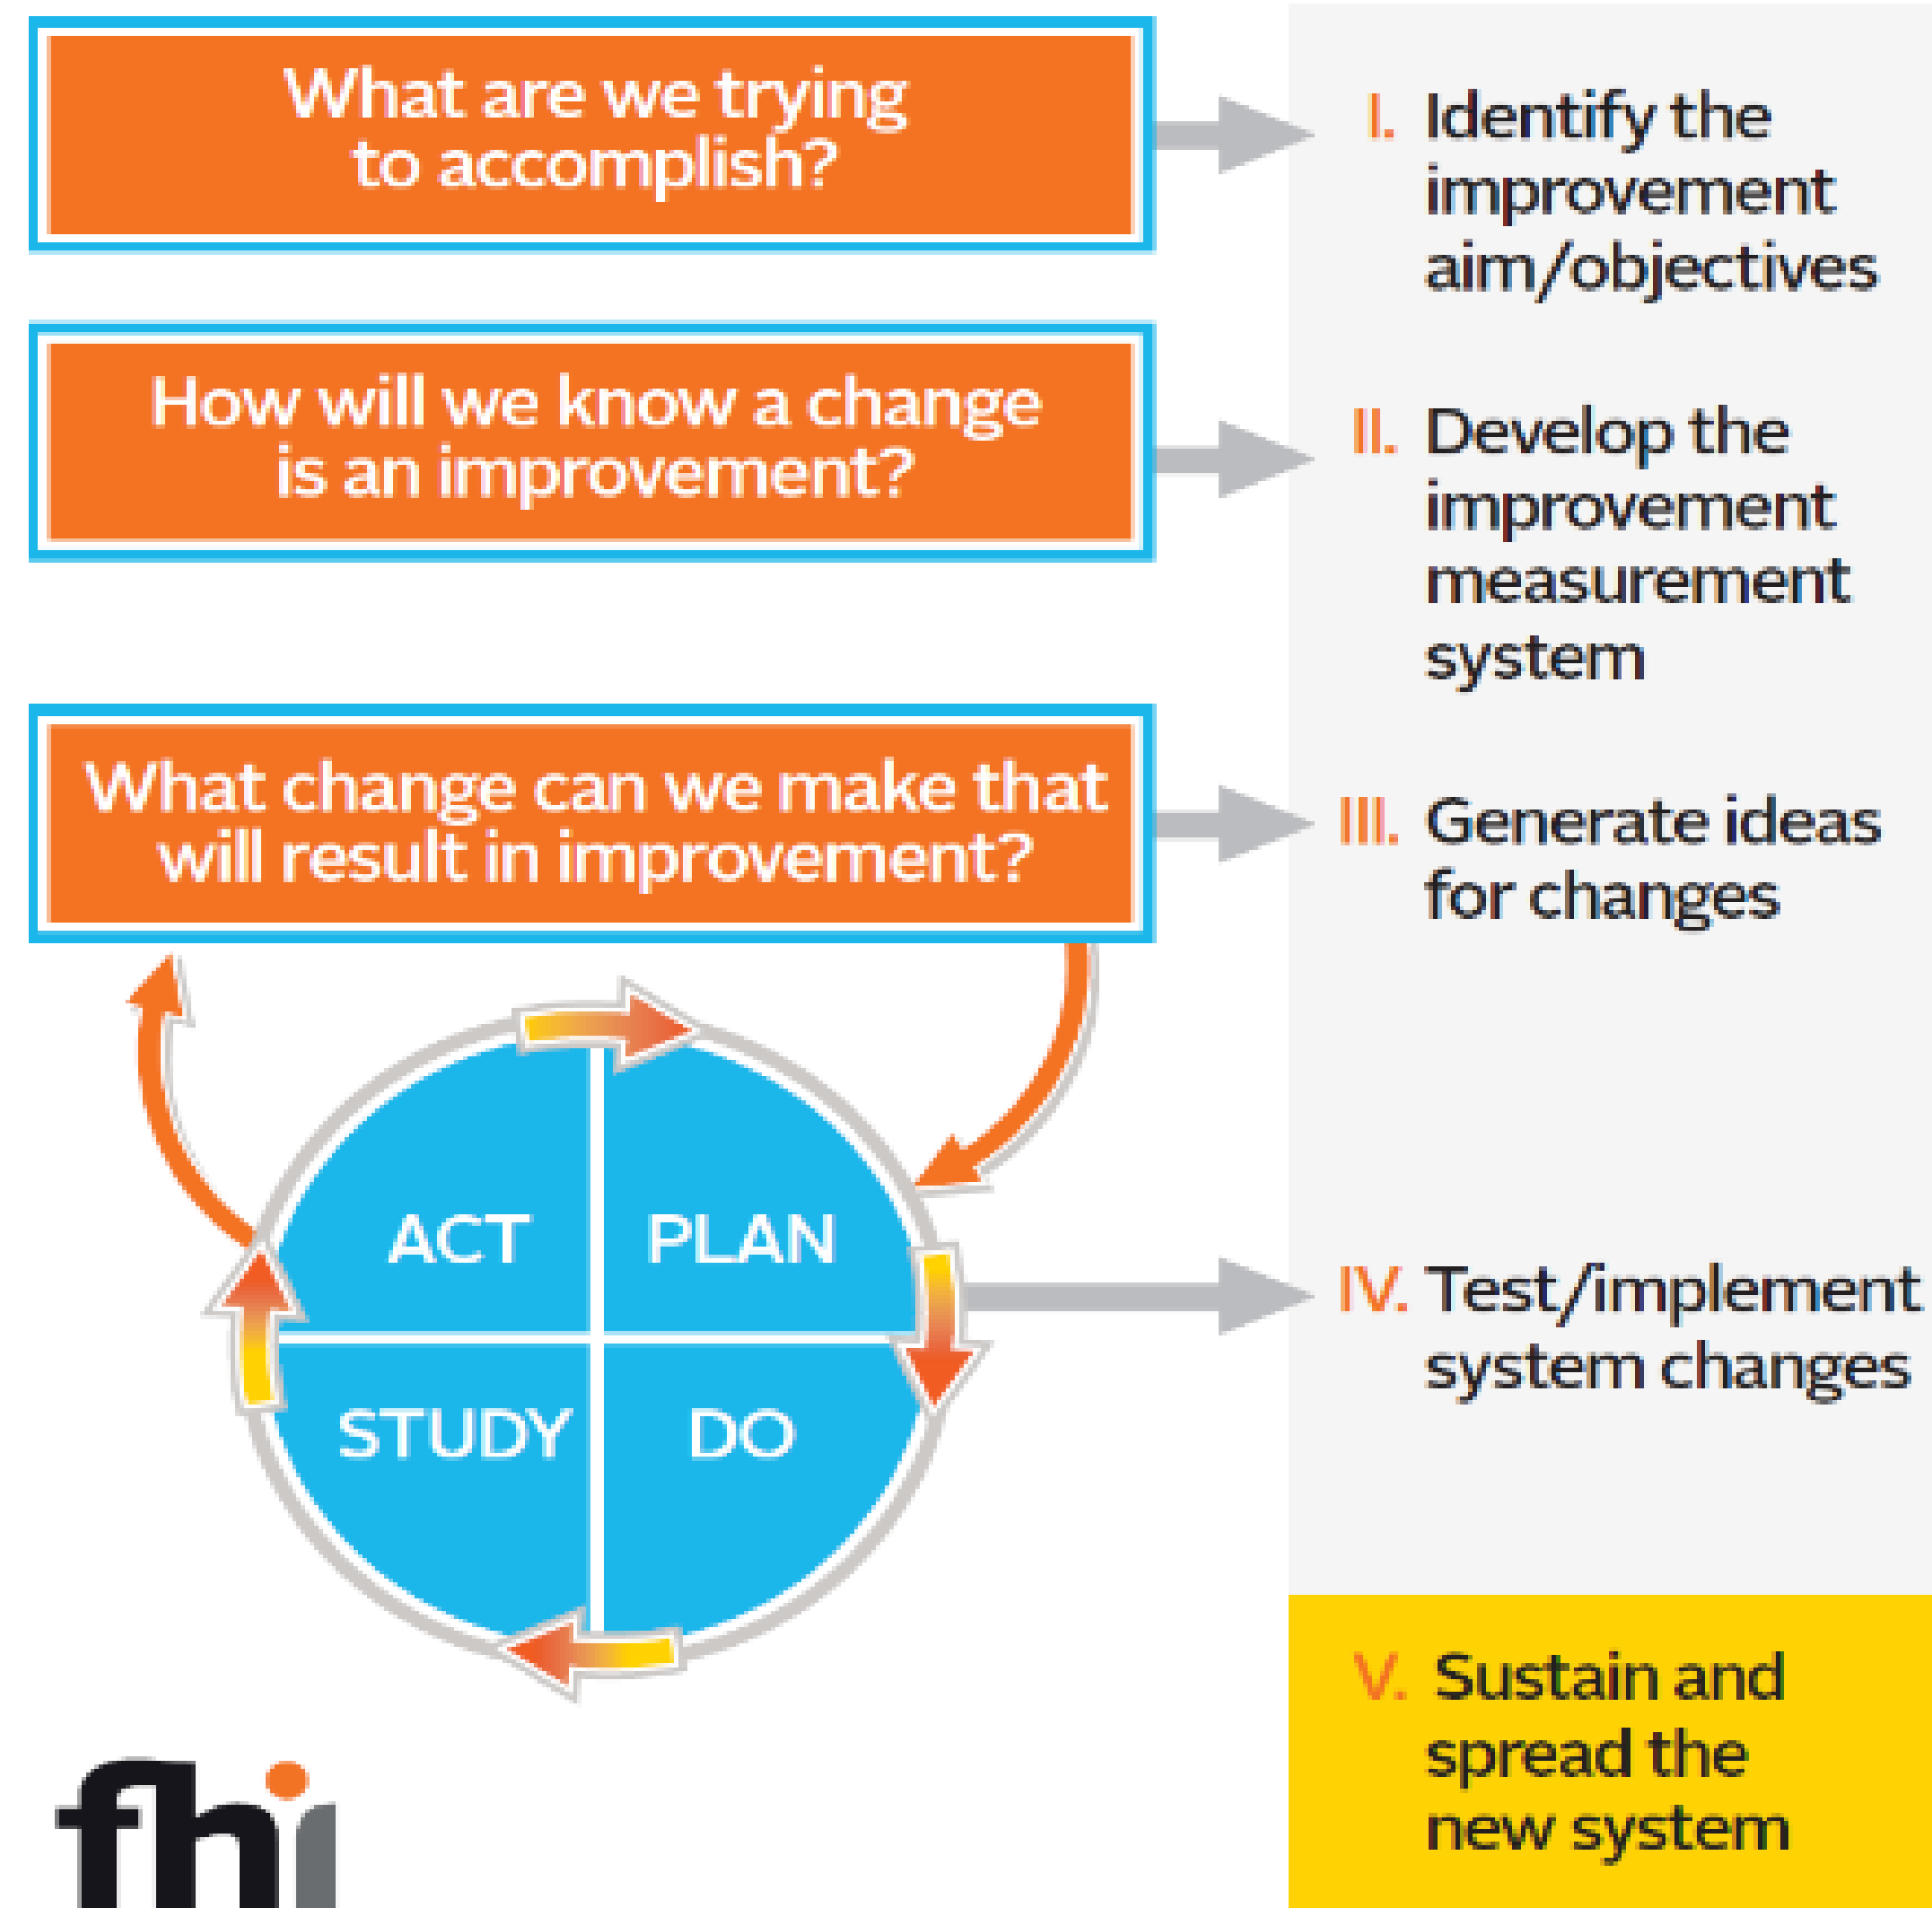 What are we trying
to accomplish?
I. Identify the
improvement
aim/objectives
How will we know a change
is an improvement?
II. Develop the
improvement
measurement
system
What change can we make that
will result in improvement?
III. Generate ideas
for changes
ACT
PLAN
STUDY
DO
IV. Test/implement
system changes
V. Sustain and
spread the
new system
fhi